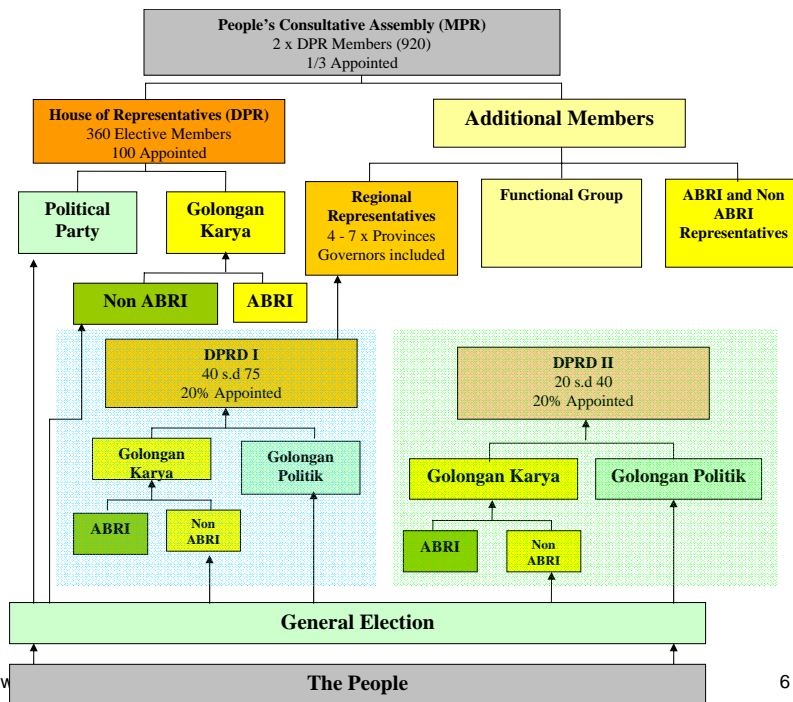 People's Consultative Assembly (MPR)
2 x DPR Members (920)
1/3 Appointed
House of Representatives (DPR)
360 Elective Members
100 Appointed
Additional Members
Political
Party
Golongan
Karya
Regional
Representatives
4 - 7 x Provinces
Governors included
Functional Group
ABRI and Non
ABRI
Representatives
Non ABRI
ABRI
DPRD I
40 s.d 75
20% Appointed
DPRD II
20 s.d 40
20% Appointed
Golongan
Karya
Golongan
Politik
Golongan Karya
Golongan Politik
ABRI
Non
ABRI
ABRI
Non
ABRI
General Election
The People
6